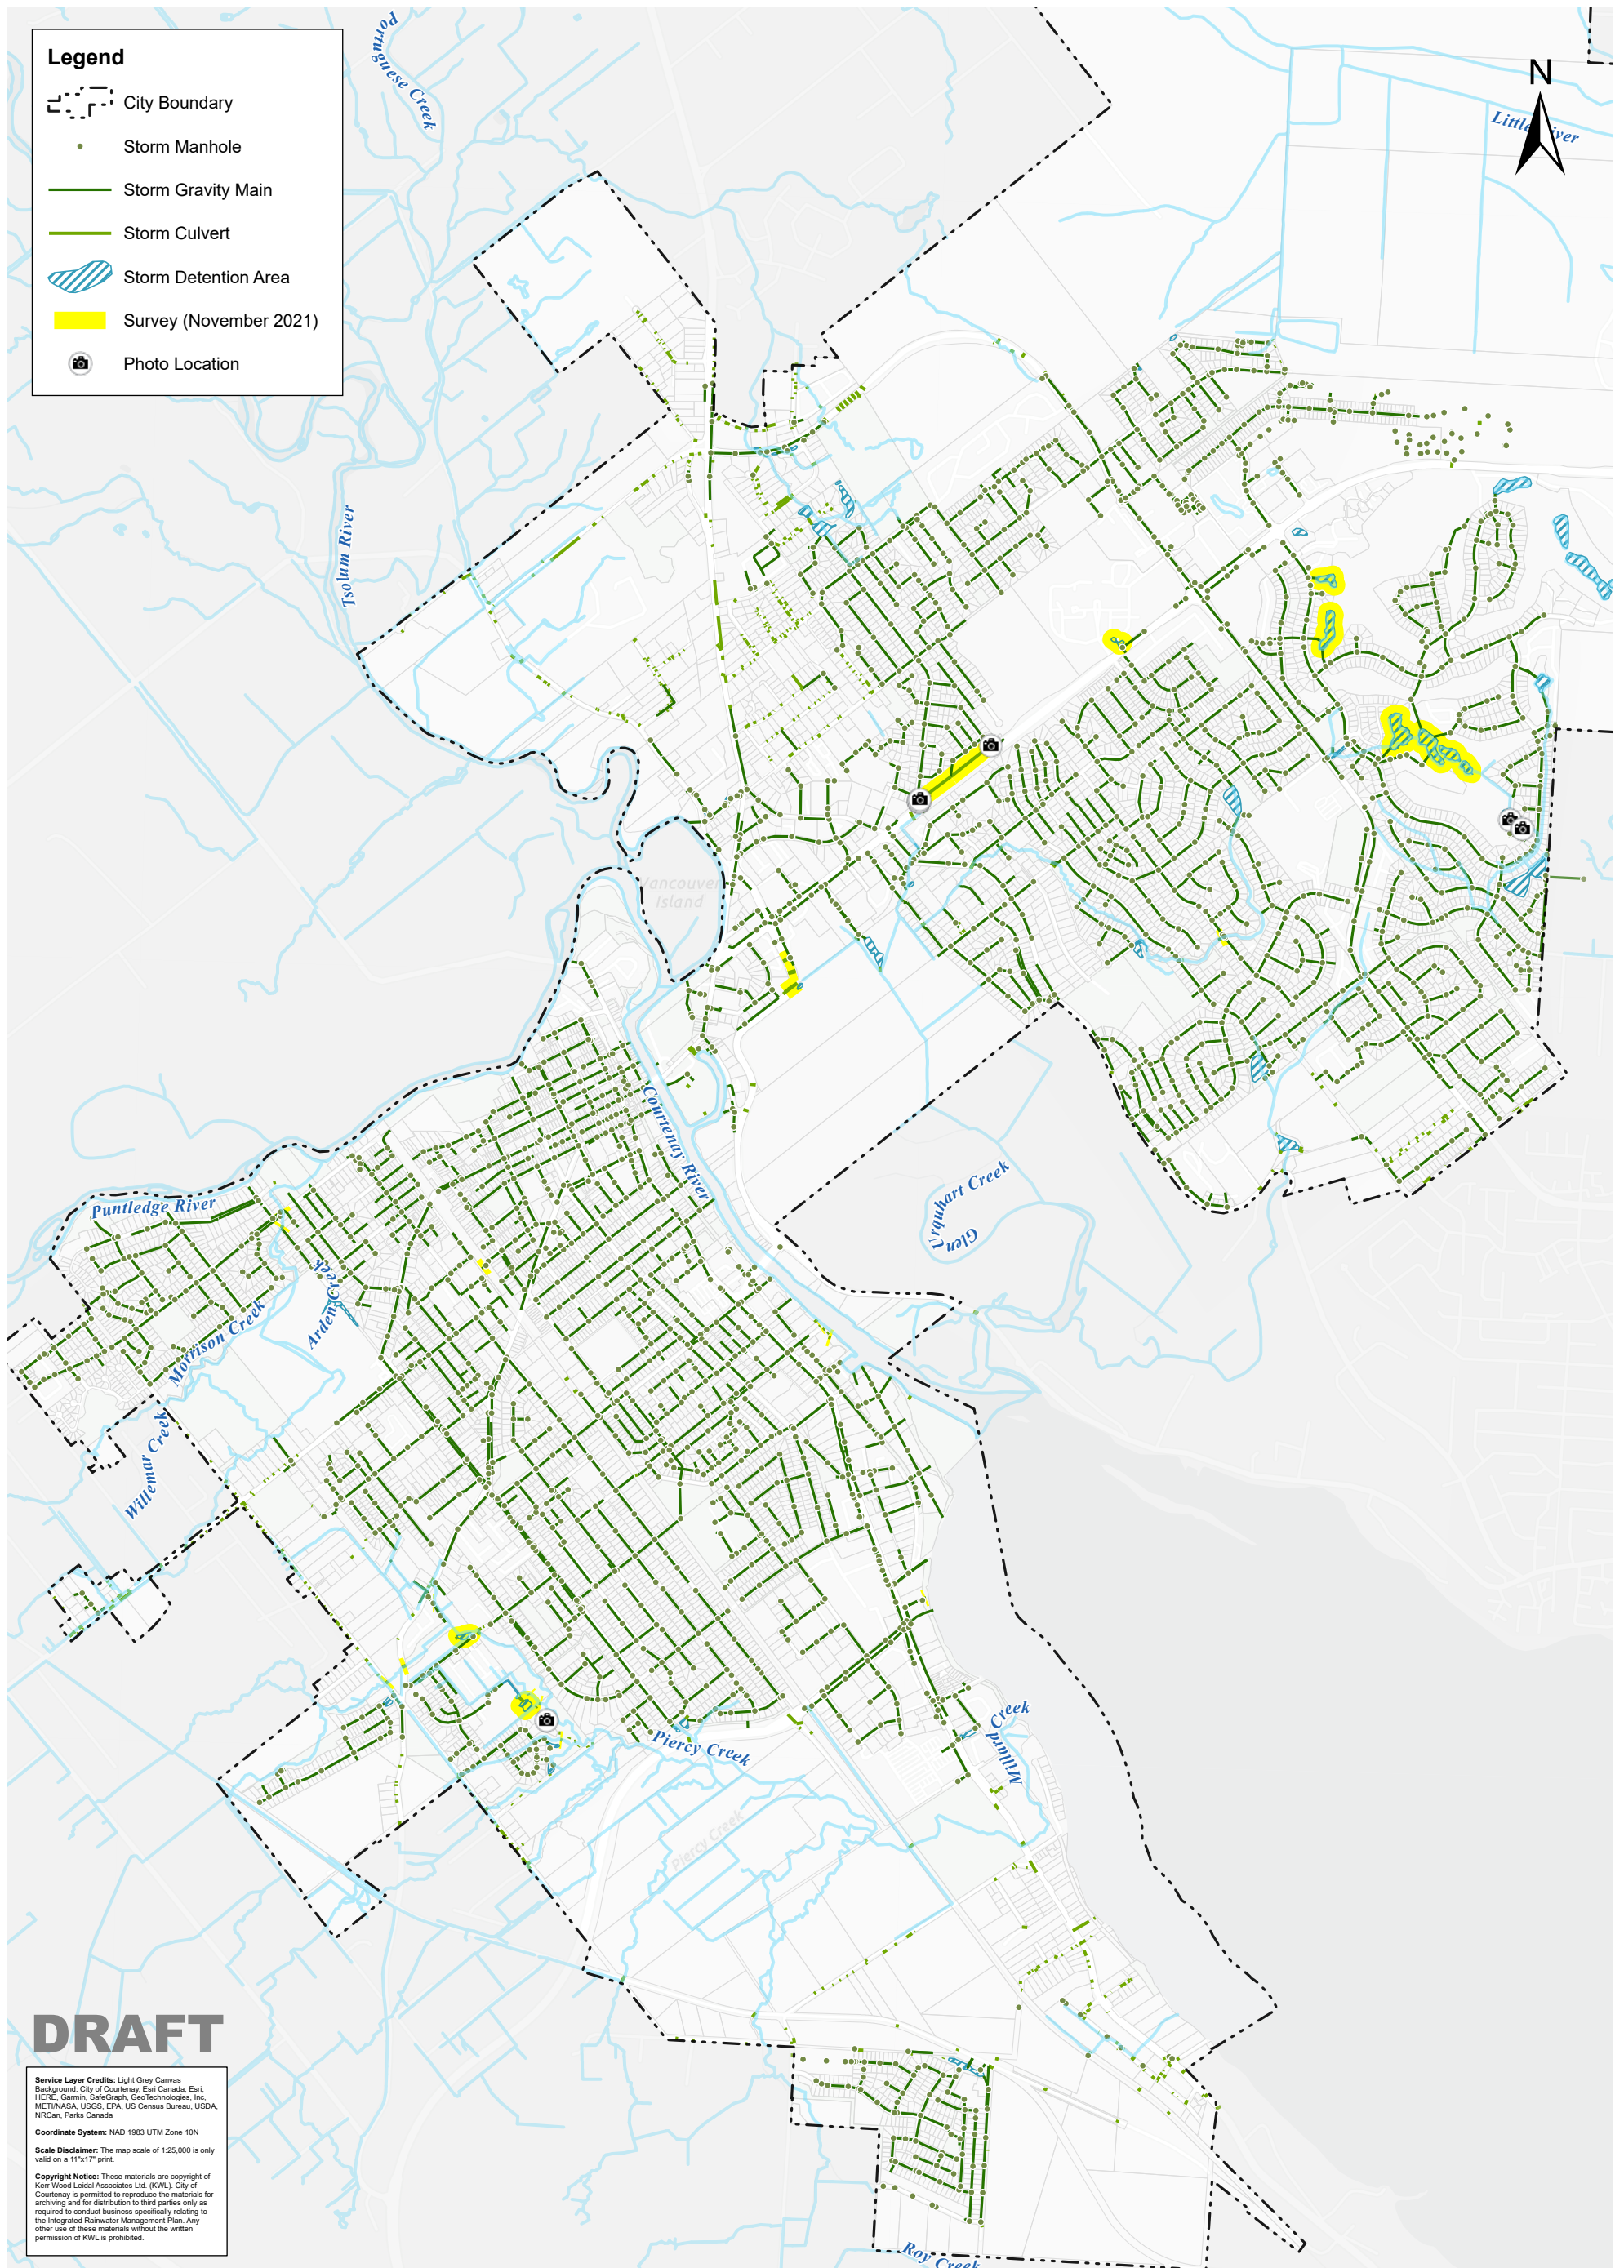 Legend
City Boundary
Storm Manhole
Storm Gravity Main
Storm Culvert
Storm Detention Area
Survey (November 2021)
Photo Location
Portuguese Creek
N
Little River
Tsolum River
Vancouver
Island
Courtenay River
Puntledge River
Urquhart Creek
Glen
Arden Creek
Morrison Creek
Willemar Creek
Piercy Creek
Millard Creek
Piercy Creek
Roy Creek
DRAFT
Service Layer Credits: Light Grey Canvas
Background: City of Courtenay, Esri Canada, Esri,
HERE, Garmin, SafeGraph, GeoTechnologies, Inc,
METI/NASA, USGS, EPA, US Census Bureau, USDA,
NRCan, Parks Canada
Coordinate System: NAD 1983 UTM Zone 10N
Scale Disclaimer: The map scale of 1:25,000 is only
valid on a 11"x17" print.
Copyright Notice: These materials are copyright of
Kerr Wood Leidal Associates Ltd. (KWL). City of
Courtenay is permitted to reproduce the materials for
archiving and for distribution to third parties only as
required to conduct business specifically relating to
the Integrated Rainwater Management Plan. Any
other use of these materials without the written
permission of KWL is prohibited.